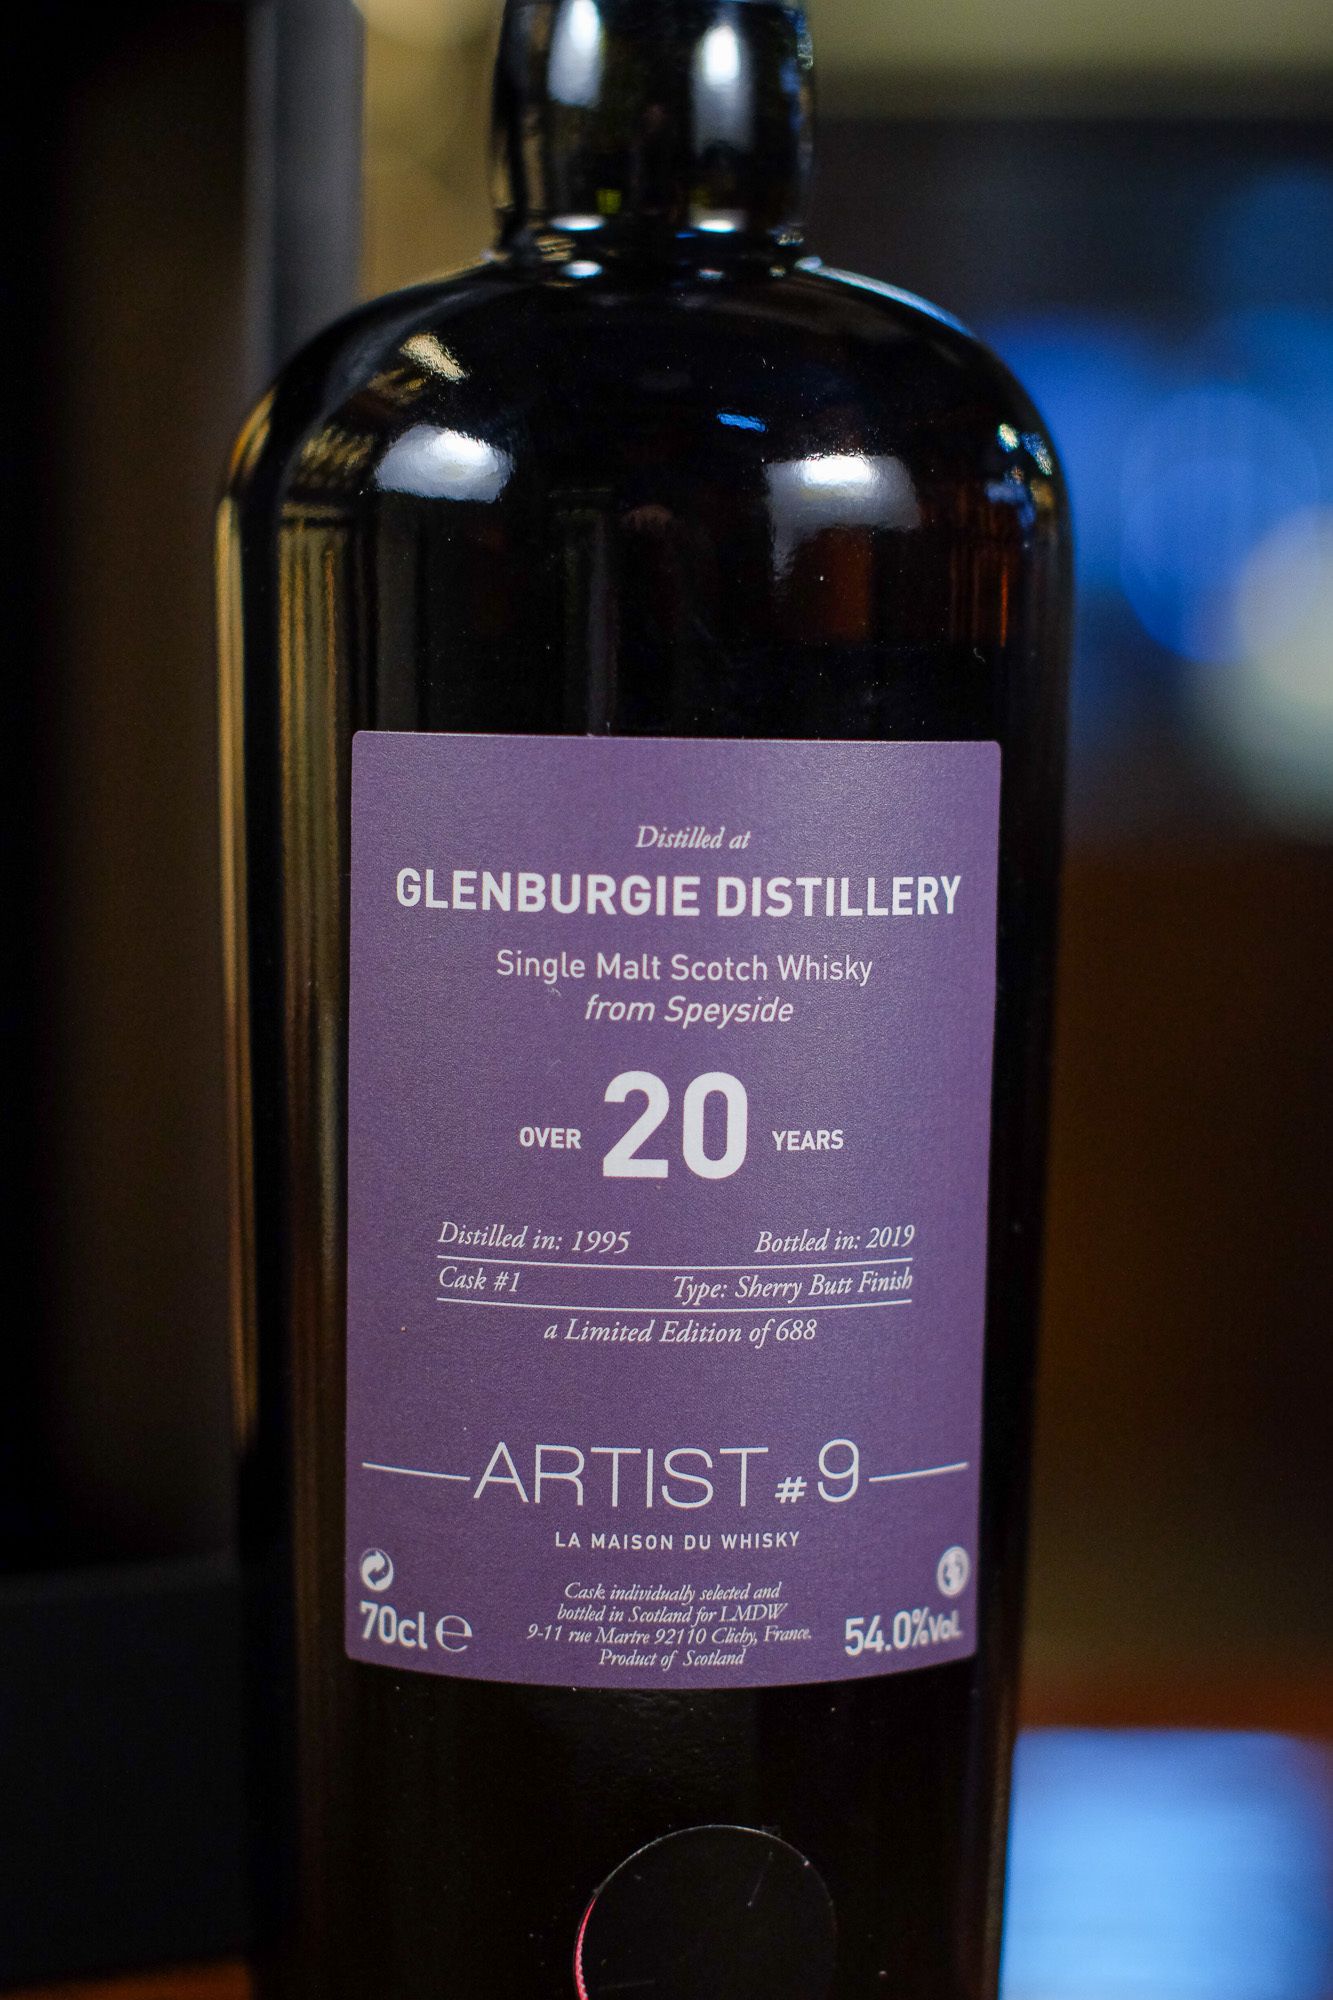 Distilled at
GLENBURGIE DISTILLERY
Single Malt Scotch Whisky
from Speyside
OVER 20 YEARS
Distilled in: 1995 Bottled in: 2019
Cask #1 Type: Sherry Butt Finish
a Limited Edition of 688
ARTIST #9
LA MAISON DU WHISKY
Cask individually selected and
bottled in Scotland for LMDW
9-11 rue Martre 92110 Clichy, France.
Product of Scotland
70cl e
54.0%Vol.